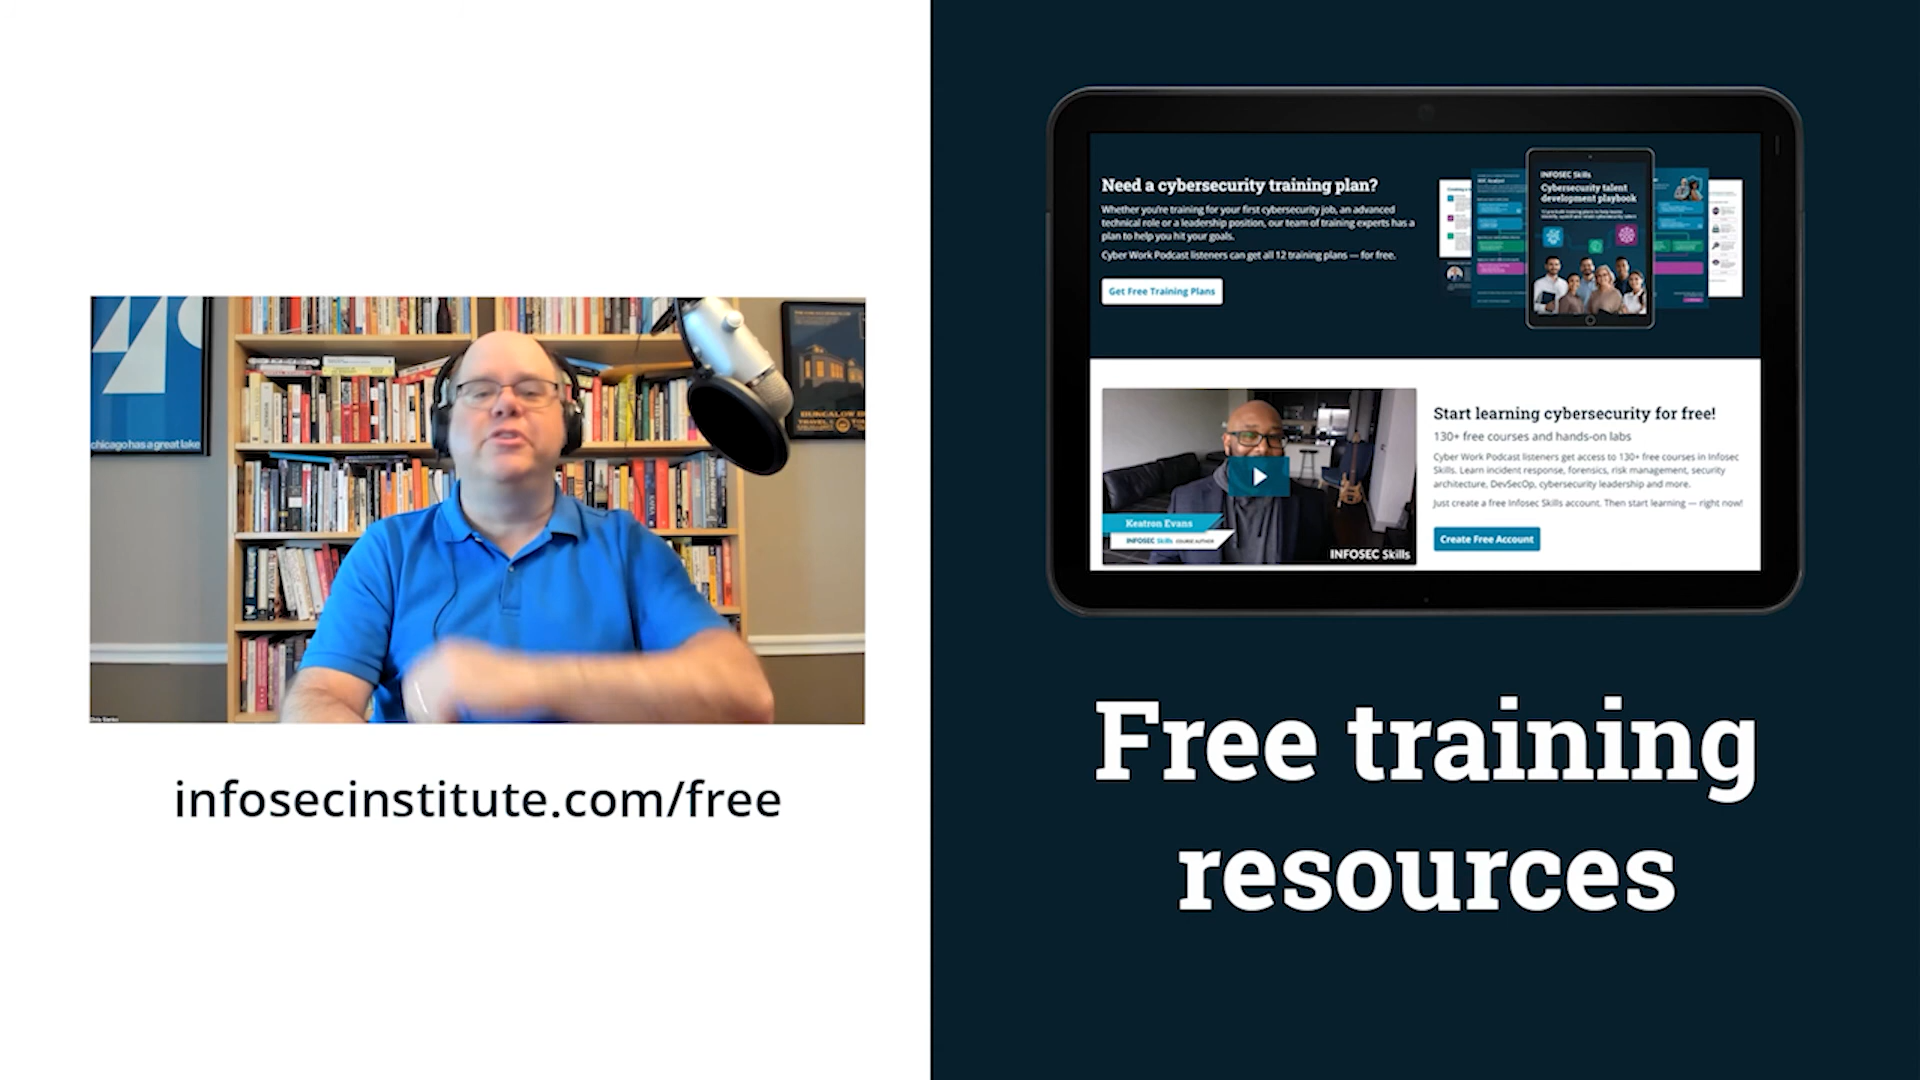 chicago has a great lake
infosecinstitute.com/free
Need a cybersecurity training plan?
Whether you're training for your first cybersecurity job, an advanced
technical role or a leadership position, our team of training experts has a
plan to help you hit your goals.
Cyber Work Podcast listeners can get all 12 training plans — for free.
Get Free Training Plans
INFOSEC Skills
Cybersecurity talent
development playbook
Keatron Evans
INFOSEC Skills COURSE AUTHOR
INFOSEC Skills
Start learning cybersecurity for free!
130+ free courses and hands-on labs
Cyber Work Podcast listeners get access to 130+ free courses in Infosec
Skills. Learn incident response, forensics, risk management, security
architecture, DevSecOp, cybersecurity leadership and more.
Just create a free Infosec Skills account. Then start learning — right now!
Create Free Account
Free training
resources